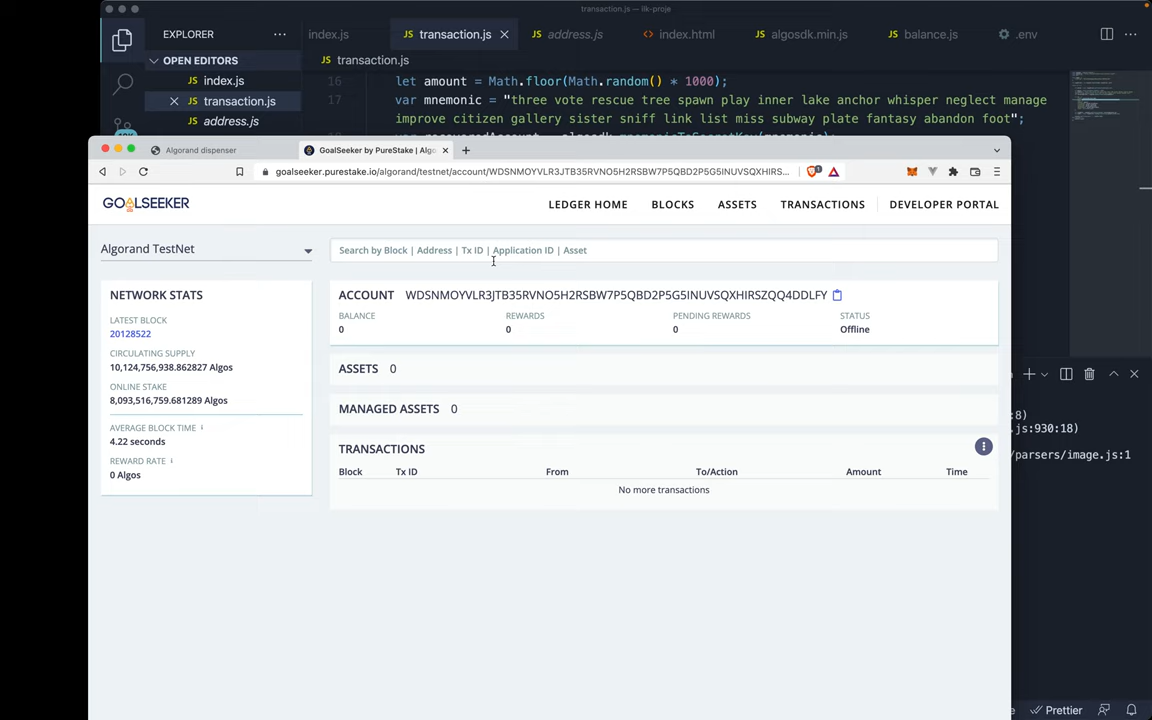 transaction.js — llk-proje
EXPLORER
index.js
transaction.js
address.js
index.html
algosdk.min.js
balance.js
.env
OPEN EDITORS
transaction.js
index.js
transaction.js
address.js
16 let amount = Math.floor(Math.random() * 1000);
17 var mnemonic = "three vote rescue tree spawn play inner lake anchor whisper neglect manage
improve citizen gallery sister sniff link list miss subway plate fantasy abandon foot";
Algorand dispenser
GoalSeeker by PureStake | Algo
goalseeker.purestake.io/algorand/testnet/account/WDSNMOYVLR3JTB35RVNO5H2RSBW7P5QBD2P5G5INUVSQXHIRS...
1
GOALSEEKER
LEDGER HOME
BLOCKS
ASSETS
TRANSACTIONS
DEVELOPER PORTAL
Algorand TestNet
Search by Block | Address | Tx ID | Application ID | Asset
NETWORK STATS
LATEST BLOCK
20128522
CIRCULATING SUPPLY
10,124,756,938.862827 Algos
ONLINE STAKE
8,093,516,759.681289 Algos
AVERAGE BLOCK TIME
4.22 seconds
REWARD RATE
0 Algos
ACCOUNT WDSNMOYVLR3JTB35RVNO5H2RSBW7P5QBD2P5G5INUVSQXHIRSZQQ4DDLFY
BALANCE REWARDS PENDING REWARDS STATUS
0 0 0 Offline
ASSETS 0
MANAGED ASSETS 0
TRANSACTIONS
Block Tx ID From To/Action Amount Time
No more transactions
:8)
.js:930:18)
/parsers/image.js:1
Prettier